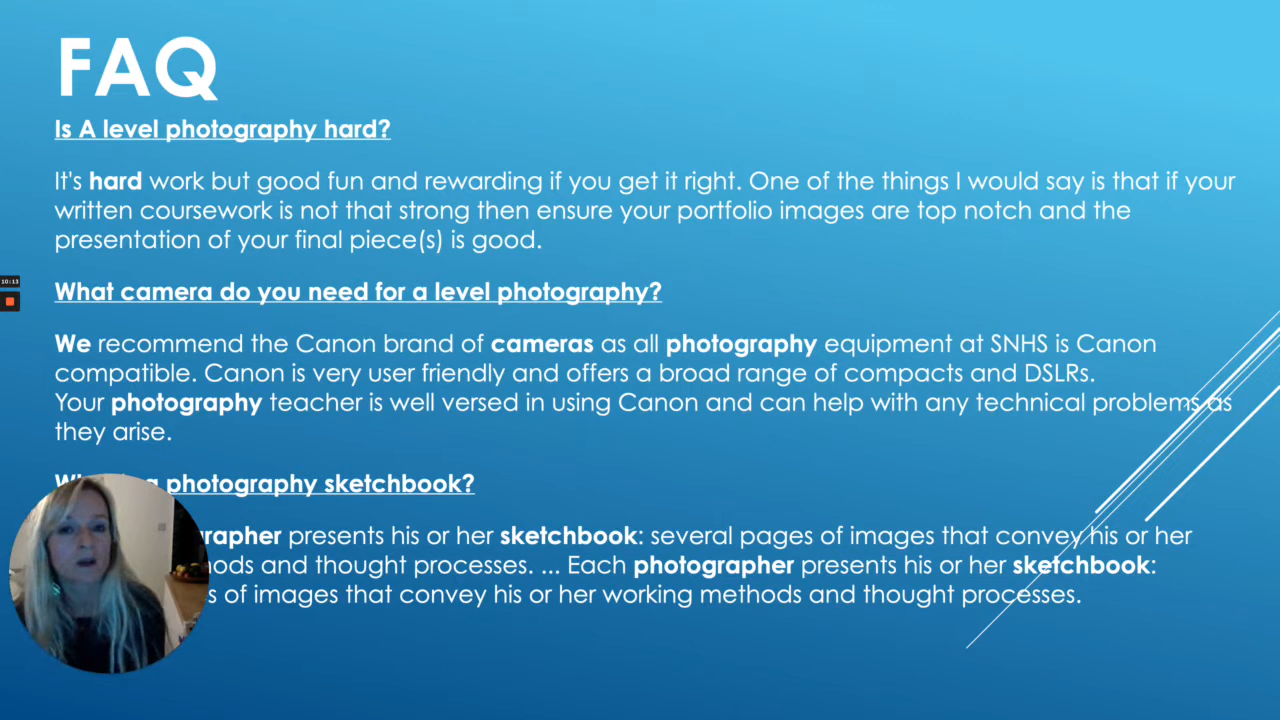 FAQ
Is A level photography hard?
It's hard work but good fun and rewarding if you get it right. One of the things I would say is that if your
written coursework is not that strong then ensure your portfolio images are top notch and the
presentation of your final piece(s) is good.
What camera do you need for a level photography?
We recommend the Canon brand of cameras as all photography equipment at SNHS is Canon
compatible. Canon is very user friendly and offers a broad range of compacts and DSLRs.
Your photography teacher is well versed in using Canon and can help with any technical problems as
they arise.
10:13
photography sketchbook?
presents his or her sketchbook: several pages of images that convey his or her
and thought processes. ... Each photographer presents his or her sketchbook:
of images that convey his or her working methods and thought processes.